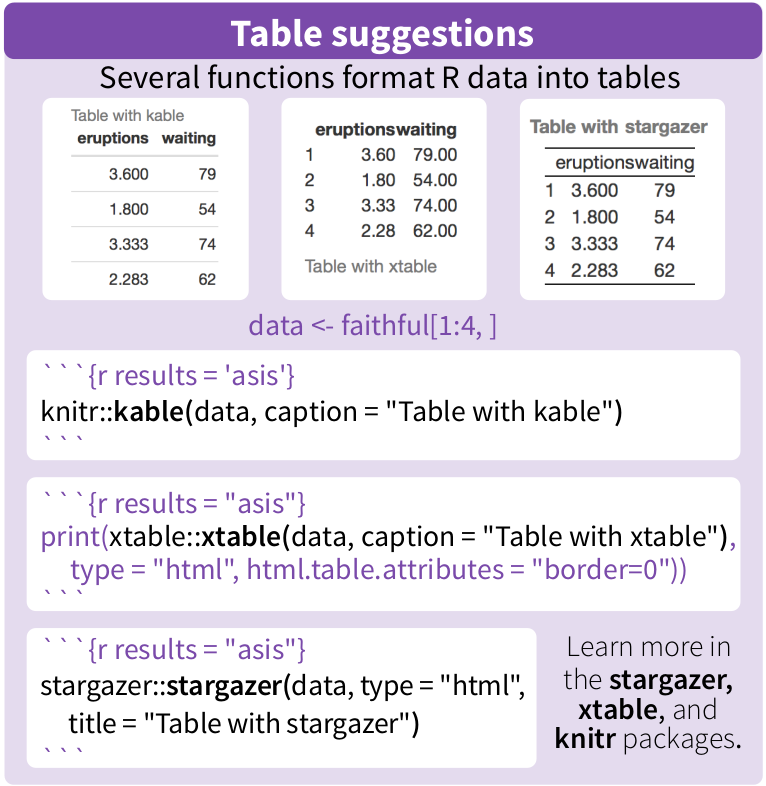 Table suggestions
Several functions format R data into tables
Table with kable
eruptions waiting
3.600 79
1.800 54
3.333 74
2.283 62
eruptionswaiting
1 3.60 79.00
2 1.80 54.00
3 3.33 74.00
4 2.28 62.00
Table with xtable
Table with stargazer
eruptionswaiting
1 3.600 79
2 1.800 54
3 3.333 74
4 2.283 62
data <- faithful[1:4, ]
```{r results = 'asis'}
knitr::kable(data, caption = "Table with kable")
```
```{r results = "asis"}
print(xtable::xtable(data, caption = "Table with xtable"),
type = "html", html.table.attributes = "border=0"))
```
```{r results = "asis"}
stargazer::stargazer(data, type = "html",
title = "Table with stargazer")
```
Learn more in
the stargazer,
xtable, and
knitr packages.